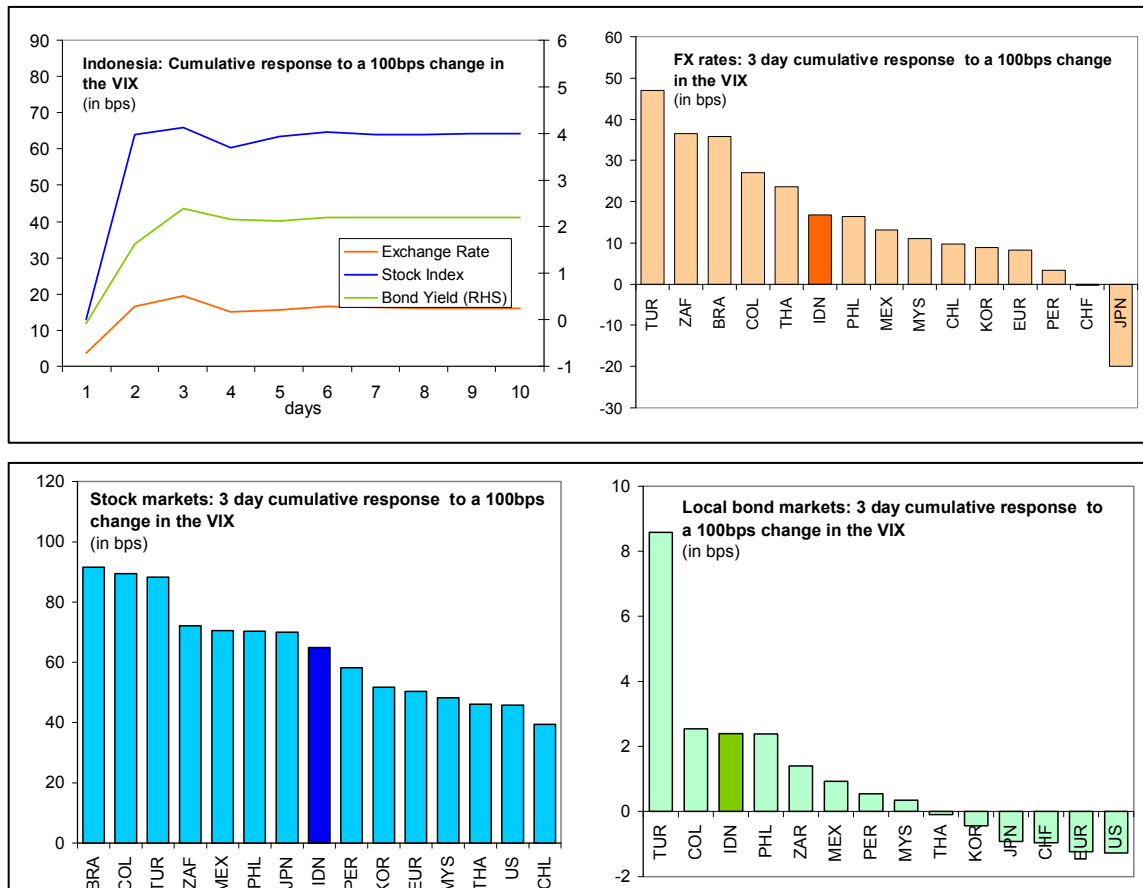 Indonesia: Cumulative response to a 100bps change in
the VIX
(in bps)
90
80
70
60
50
40
30
20
10
0
6
5
4
3
2
1
0
-1
Exchange Rate
Stock Index
Bond Yield (RHS)
1 2 3 4 5 6 7 8 9 10
days
FX rates: 3 day cumulative response to a 100bps change
in the VIX
(in bps)
60
50
40
30
20
10
0
-10
-20
-30
TUR ZAF BRA COL THA IDN PHL MEX MYS CHL KOR EUR PER CHF JPN
Stock markets: 3 day cumulative response to a 100bps
change in the VIX
(in bps)
120
100
80
60
40
20
0
BRA COL TUR ZAF MEX PHL JPN IDN PER KOR EUR MYS THA US CHL
Local bond markets: 3 day cumulative response to
a 100bps change in the VIX
(in bps)
10
8
6
4
2
0
-2
TUR COL IDN PHL ZAR MEX PER MYS THA KOR JPN CHF EUR US